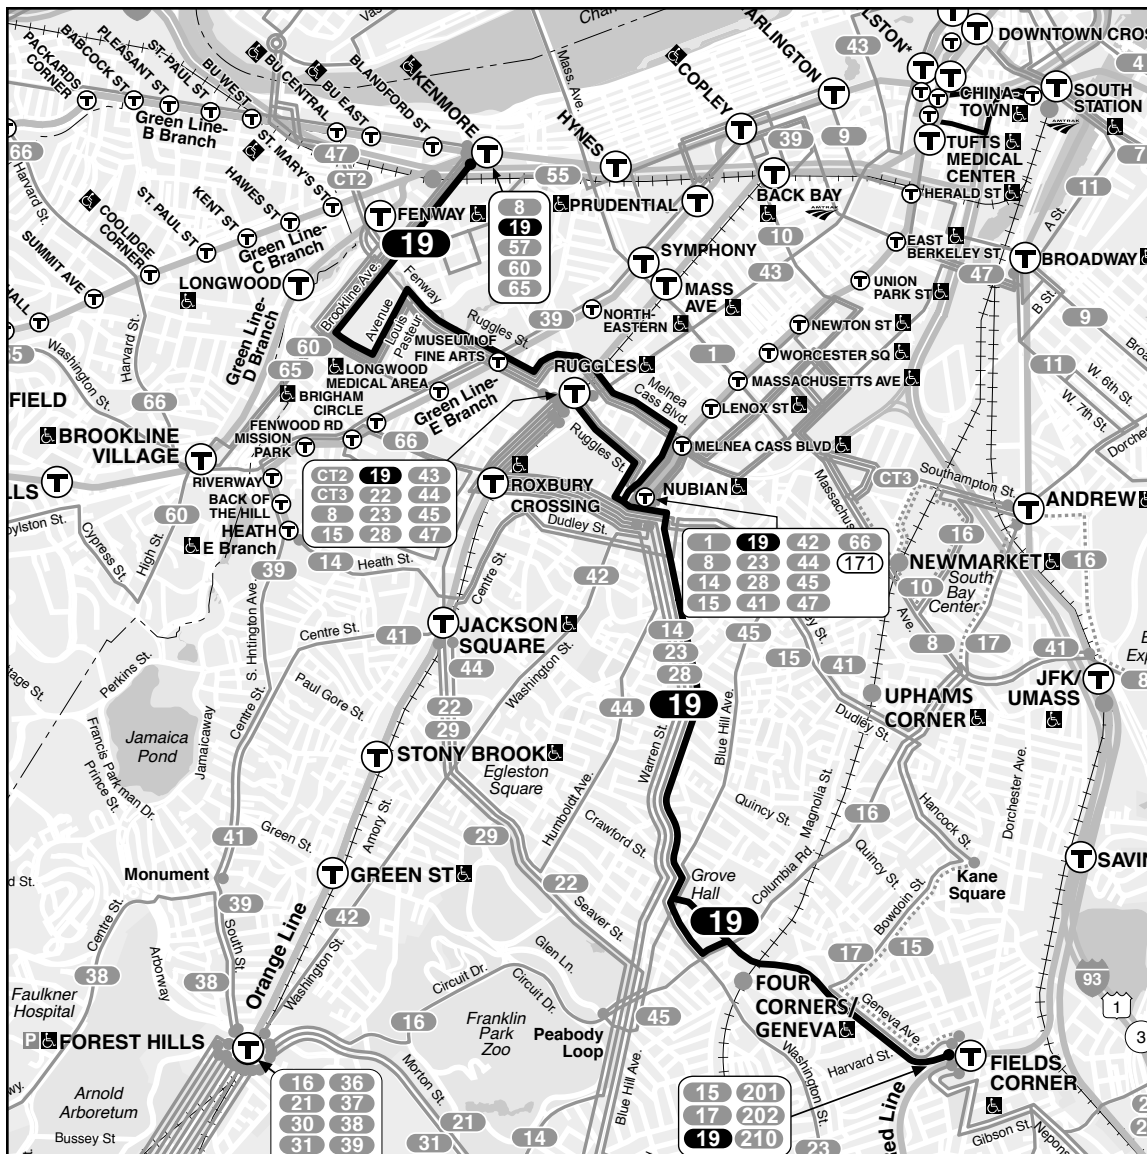 PACKARDS
CORNER
BABCOCK ST
PLEASANT ST
ST. PAUL ST
BU WEST
BU CENTRAL
BU EAST
BLANDFORD ST
KENMORE
Green Line-
B Branch
66
Harvard St.
47
CT2
ST. MARY'S ST
HAWES ST
KENT ST
ST. PAUL ST
COOLIDGE
CORNER
SUMMIT AVE
Green Line-
C Branch
HYNES
Mass. Ave.
COPLEY
ARLINGTON
43
DOWNTOWN CROS
4
CHINA-
TOWN
SOUTH
STATION
AMTRAK
7
TUFTS
MEDICAL
CENTER
HERALD ST
39
9
55
BACK BAY
AMTRAK
PRUDENTIAL
11
A St.
EAST
BERKELEY ST
BROADWAY
FENWAY
19
8
19
57
60
65
SYMPHONY
10
43
47
UNION
PARK ST
MASS
AVE
B St.
9
LONGWOOD
Green Line-
D Branch
Brookline Ave.
Fenway
Avenue
Louis
Pasteur
Ruggles St.
39
NORTH-
EASTERN
NEWTON ST
1
WORCESTER SQ
MASSACHUSETTS AVE
11
W. 6th St.
W. 7th St.
Washington St.
Harvard St.
66
60
65
MUSEUM OF
FINE ARTS
LONGWOOD
MEDICAL AREA
BRIGHAM
CIRCLE
Green Line-
E Branch
RUGGLES
Melnea
Cass Blvd.
LENOX ST
MELNEA CASS BLVD
Ruggles St.
FENWOOD RD
MISSION
PARK
66
BROOKLINE
VILLAGE
RIVERWAY
BACK OF
THE HILL
HEATH
E Branch
CT2 19 43
CT3 22 44
8 23 45
15 28 47
ROXBURY
CROSSING
NUBIAN
Dudley St.
CT3
Southampton St.
ANDREW
16
16
60
High St.
Cypress St.
39
14
Heath St.
Centre St.
42
1 19 42 66
8 23 44 171
14 28 45
15 41 47
NEWMARKET
South
Bay
Center
10
8
17
41
JFK/
UMASS
8
JACKSON
SQUARE
Centre St.
41
44
22
29
Washington St.
14
23
28
19
45
15
41
44
UPHAMS
CORNER
Dudley St.
Perkins St.
S. Hntington Ave.
Centre St.
Paul Gore St.
Jamaica
Pond
Jamaicaway
Francis Parkman Dr.
Prince St.
STONY BROOK
Egleston
Square
Warren St.
Blue Hill Ave.
Humboldt Ave.
Crawford St.
Quincy St.
Magnolia St.
16
Hancock St.
Dorchester Ave.
41
Green St.
Amory St.
29
22
Seaver St.
Grove
Hall
Columbia Rd.
Quincy St.
Kane
Square
Monument
39
GREEN ST
42
Orange Line
Washington St.
Centre St.
38
Arborway
South St.
38
Faulkner
Hospital
19
Bowdoin St.
17
15
93
1
3
Glen Ln.
Circuit Dr.
Circuit Dr.
16
Franklin
Park
Zoo
Peabody
Loop
45
FOUR
CORNERS/
GENEVA
Geneva Ave.
Harvard St.
Washington St.
P
FOREST HILLS
Arnold
Arboretum
Bussey St
Morton St.
21
31
14
Blue Hill Ave.
16 36
21 37
30 38
31 39
15 201
17 202
19 210
23
FIELDS
CORNER
Gibson St.